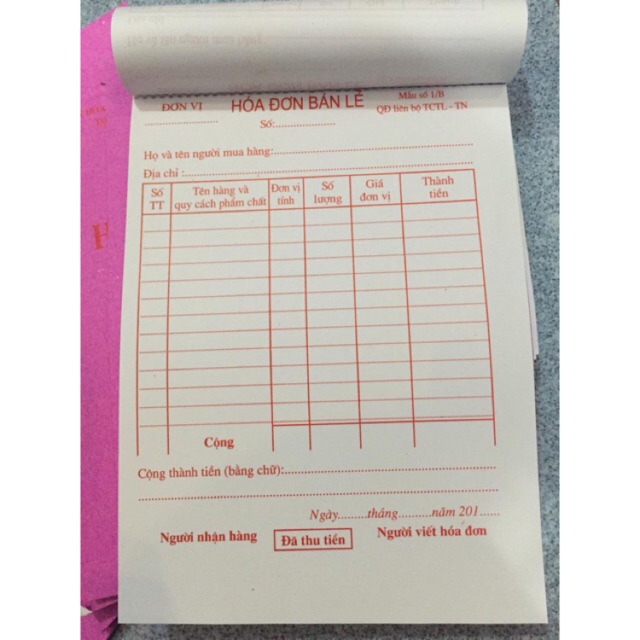 Mẫu số 1/B
ĐƠN VỊ HÓA ĐƠN BÁN LẺ QĐ liên bộ TCTL - TN
....................
Số:...................
Họ và tên người mua hàng:..................................................
Địa chỉ :..........................................................................
Số TT
Tên hàng và quy cách phẩm chất
Đơn vị tính
Số lượng
Giá đơn vị
Thành tiền
Cộng
Cộng thành tiền (bằng chữ):..................................................
..........................................................................................
Ngày.........tháng..........năm 201......
Người nhận hàng Đã thu tiền Người viết hóa đơn